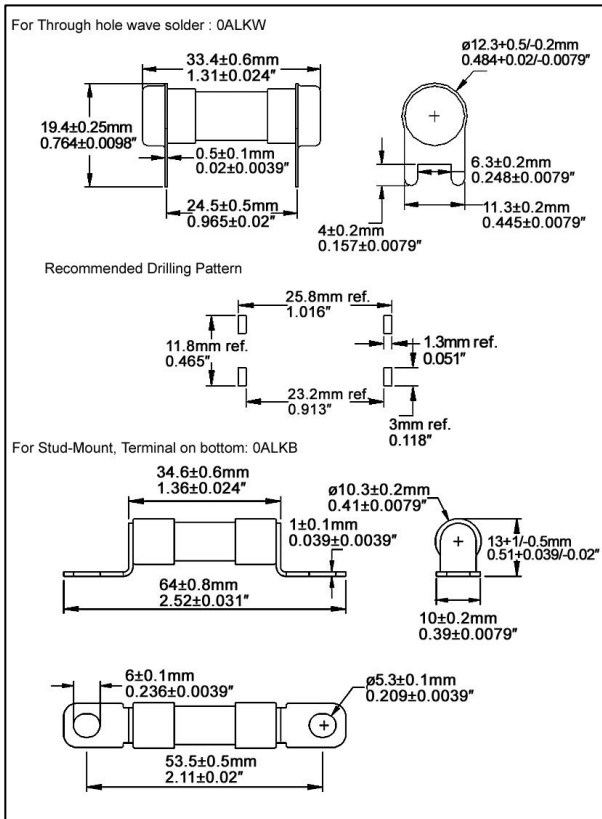 For Through hole wave solder : 0ALKW
33.4±0.6mm
1.31±0.024″
ø12.3+0.5/-0.2mm
0.484+0.02/-0.0079″
19.4±0.25mm
0.764±0.0098″
0.5±0.1mm
0.02±0.0039″
24.5±0.5mm
0.965±0.02″
6.3±0.2mm
0.248±0.0079″
11.3±0.2mm
0.445±0.0079″
4±0.2mm
0.157±0.0079″
Recommended Drilling Pattern
25.8mm ref.
1.016″
11.8mm ref.
0.465″
1.3mm ref.
0.051″
23.2mm ref.
0.913″
3mm ref.
0.118″
For Stud-Mount, Terminal on bottom: 0ALKB
34.6±0.6mm
1.36±0.024″
ø10.3±0.2mm
0.41±0.0079″
1±0.1mm
0.039±0.0039″
13+1/-0.5mm
0.51+0.039/-0.02″
64±0.8mm
2.52±0.031″
10±0.2mm
0.39±0.0079″
6±0.1mm
0.236±0.0039″
ø5.3±0.1mm
0.209±0.0039″
53.5±0.5mm
2.11±0.02″